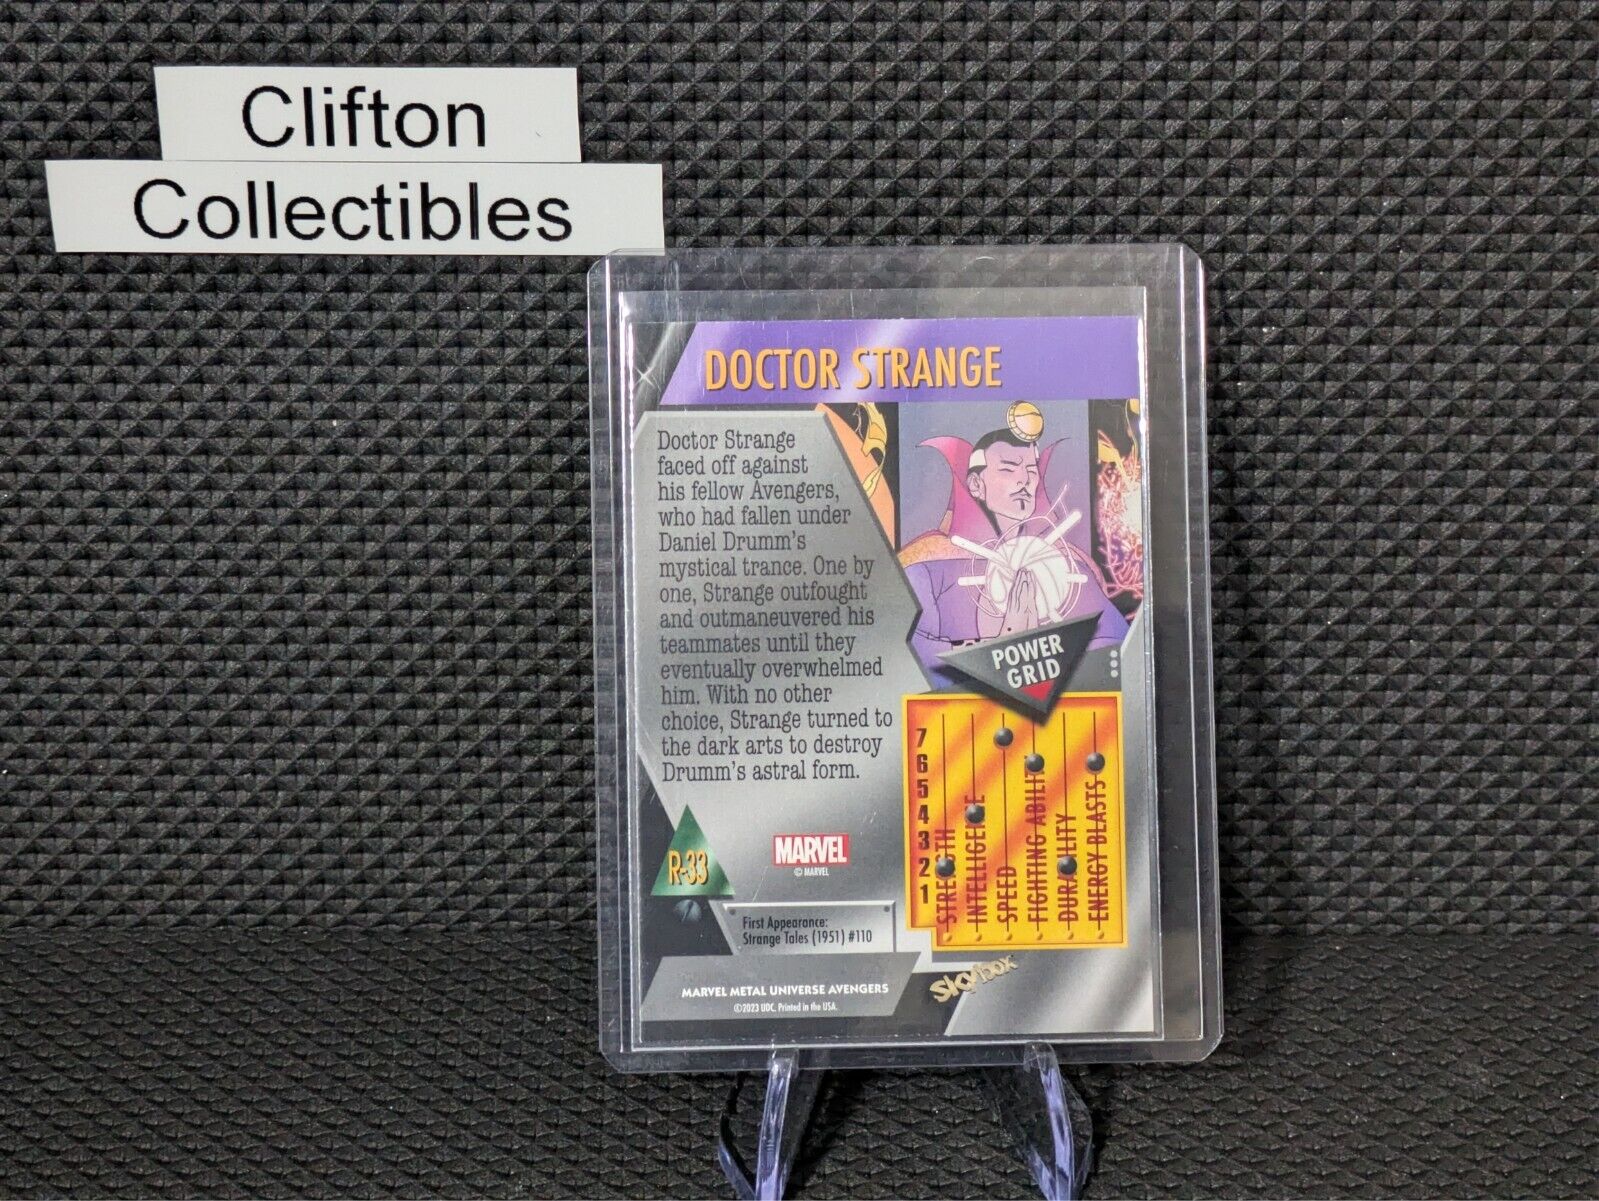 Clifton
Collectibles
DOCTOR STRANGE
Doctor Strange
faced off against
his fellow Avengers,
who had fallen under
Daniel Drumm's
mystical trance. One by
one, Strange outfought
and outmaneuvered his
teammates until they
eventually overwhelmed
him. With no other
choice, Strange turned to
the dark arts to destroy
Drumm's astral form.
POWER
GRID
7
6
5
4
3
2
1
STRENGTH
INTELLIGENCE
SPEED
FIGHTING ABILITY
DURABILITY
ENERGY BLASTS
R-33
MARVEL
© MARVEL
First Appearance:
Strange Tales (1951) #110
MARVEL METAL UNIVERSE AVENGERS
©2023 UDC. Printed in the USA.
SkyBox